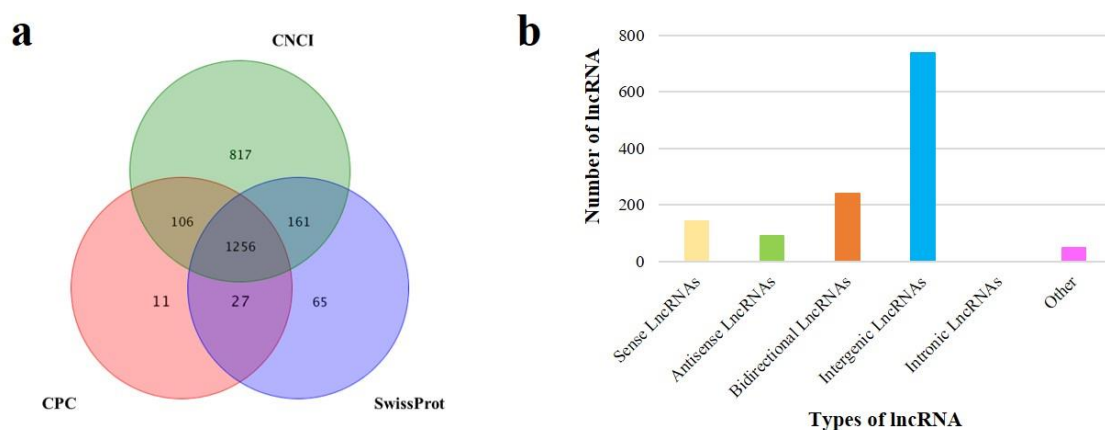 a
CNCI
817
106
161
1256
11
27
65
CPC
SwissProt
b
Number of lncRNA
800
600
400
200
0
Sense LncRNAs
Antisense LncRNAs
Bidirectional LncRNAs
Intergenic LncRNAs
Intronic LncRNAs
Other
Types of lncRNA